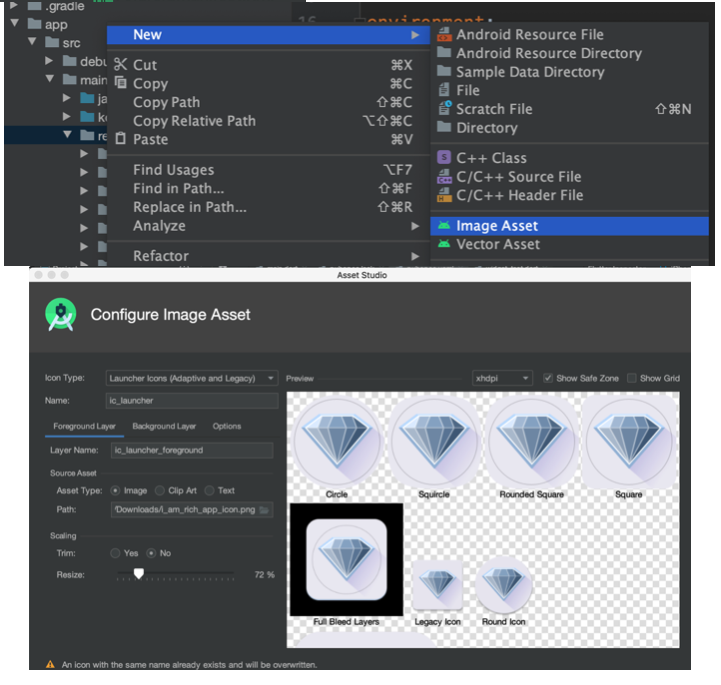 .gradle
app
src
debu
main
ja
ko
re
16
environment:
New
Cut ⌘X
Copy ⌘C
Copy Path ⇧⌘C
Copy Relative Path ⌥⇧⌘C
Paste ⌘V
Find Usages ⌥F7
Find in Path... ⇧⌘F
Replace in Path... ⇧⌘R
Analyze
Refactor
Android Resource File
Android Resource Directory
Sample Data Directory
File
Scratch File ⇧⌘N
Directory
C++ Class
C/C++ Source File
C/C++ Header File
Image Asset
Vector Asset
Asset Studio
Configure Image Asset
Icon Type: Launcher Icons (Adaptive and Legacy)
Name: ic_launcher
Foreground Layer Background Layer Options
Layer Name: ic_launcher_foreground
Source Asset
Asset Type: Image Clip Art Text
Path: /Downloads/i_am_rich_app_icon.png
Scaling
Trim: Yes No
Resize: 72 %
Preview xhdpi Show Safe Zone Show Grid
Circle Squircle Rounded Square Square
Full Bleed Layers Legacy Icon Round Icon
An icon with the same name already exists and will be overwritten.